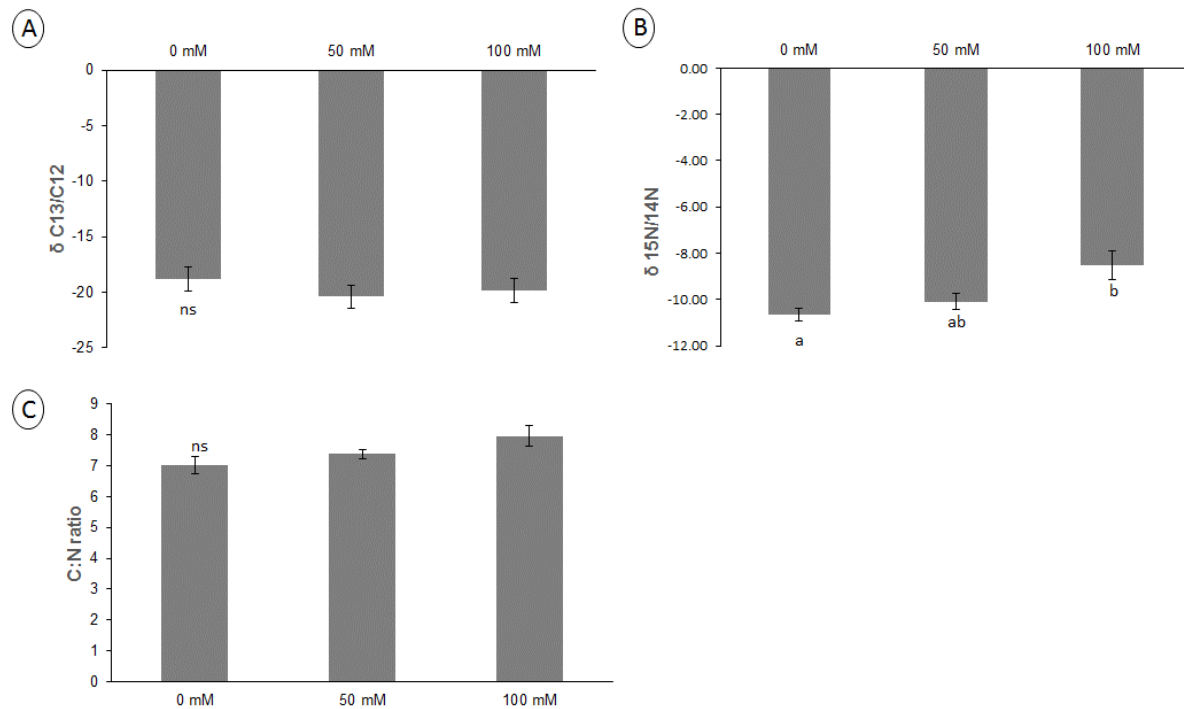 A
0 mM 50 mM 100 mM
0
-5
-10
-15
-20
-25
δ C13/C12
ns
B
0 mM 50 mM 100 mM
0.00
-2.00
-4.00
-6.00
-8.00
-10.00
-12.00
δ 15N/14N
a
ab
b
C
9
8
7
6
5
4
3
2
1
0
C:N ratio
ns
0 mM 50 mM 100 mM